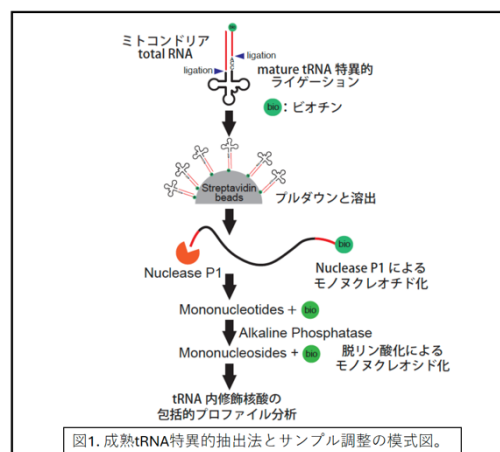 bio
ミトコンドリア
total RNA
ligation
ligation
mature tRNA 特異的
ライゲーション
bio：ビオチン
Streptavidin
beads
プルダウンと溶出
bio
Nuclease P1
Nuclease P1 による
モノヌクレオチド化
Mononucleotides + bio
Alkaline Phosphatase
Mononucleosides + bio
脱リン酸化による
モノヌクレオシド化
tRNA 内修飾核酸の
包括的プロファイル分析
図1. 成熟tRNA特異的抽出法とサンプル調整の模式図。